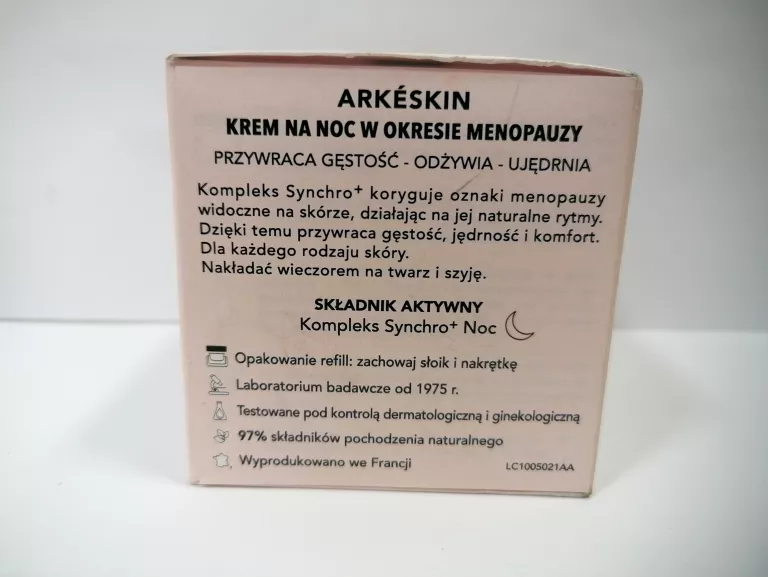 ARKÉSKIN
KREM NA NOC W OKRESIE MENOPAUZY
PRZYWRACA GĘSTOŚĆ - ODŻYWIA - UJĘDRNIA
Kompleks Synchro⁺ koryguje oznaki menopauzy
widoczne na skórze, działając na jej naturalne rytmy.
Dzięki temu przywraca gęstość, jędrność i komfort.
Dla każdego rodzaju skóry.
Nakładać wieczorem na twarz i szyję.
SKŁADNIK AKTYWNY
Kompleks Synchro⁺ Noc
Opakowanie refill: zachowaj słoik i nakrętkę
Laboratorium badawcze od 1975 r.
Testowane pod kontrolą dermatologiczną i ginekologiczną
97% składników pochodzenia naturalnego
Wyprodukowano we Francji
LC1005021AA